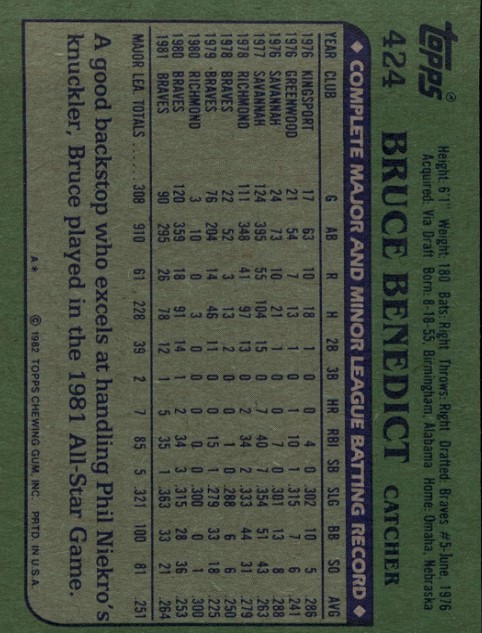 topps®
424 BRUCE BENEDICT CATCHER
Height: 6'1" Weight: 180 Bats: Right Throws: Right Drafted: Braves #5-June, 1976
Acquired: Via Draft Born: 8-18-55, Birmingham, Alabama Home: Omaha, Nebraska
◆ COMPLETE MAJOR AND MINOR LEAGUE BATTING RECORD ◆
YEAR CLUB G AB R H 2B 3B HR RBI SB SLG BB SO AVG
1976 KINGSPORT 17 63 10 18 1 0 0 4 0 .302 10 5 .286
1976 GREENWOOD 21 54 7 13 1 0 1 10 1 .315 7 6 .241
1976 SAVANNAH 24 73 10 21 1 0 0 7 0 .301 13 8 .288
1977 SAVANNAH 124 395 55 104 15 0 7 40 7 .354 51 43 .263
1978 RICHMOND 111 348 41 97 13 0 2 34 2 .333 44 31 .279
1978 BRAVES 22 52 3 13 2 0 0 1 0 .288 6 6 .250
1979 BRAVES 76 204 14 46 11 0 0 15 1 .279 33 18 .225
1980 RICHMOND 3 10 0 3 0 0 0 0 0 .300 0 1 .300
1980 BRAVES 120 359 18 91 14 1 2 34 3 .315 28 36 .253
1981 BRAVES 90 295 26 78 12 1 5 35 1 .363 33 21 .264
MAJOR LEA. TOTALS ...... 308 910 61 228 39 2 7 85 5 .321 100 81 .251
A good backstop who excels at handling Phil Niekro's
knuckler, Bruce played in the 1981 All-Star Game.
A* © 1982 TOPPS CHEWING GUM, INC. PRTD. IN U.S.A.